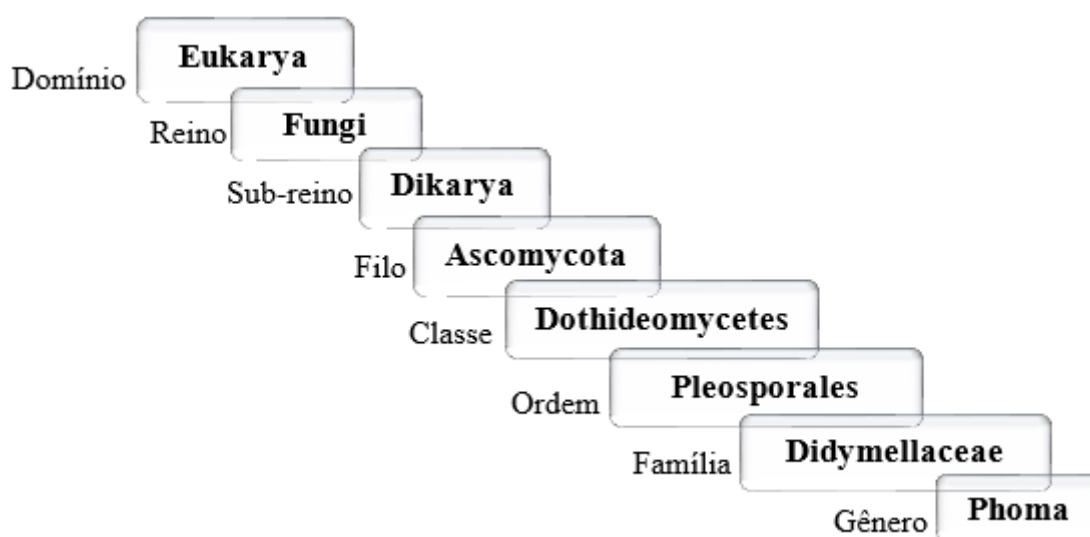 Domínio Eukarya
Reino Fungi
Sub-reino Dikarya
Filo Ascomycota
Classe Dothideomycetes
Ordem Pleosporales
Família Didymellaceae
Gênero Phoma